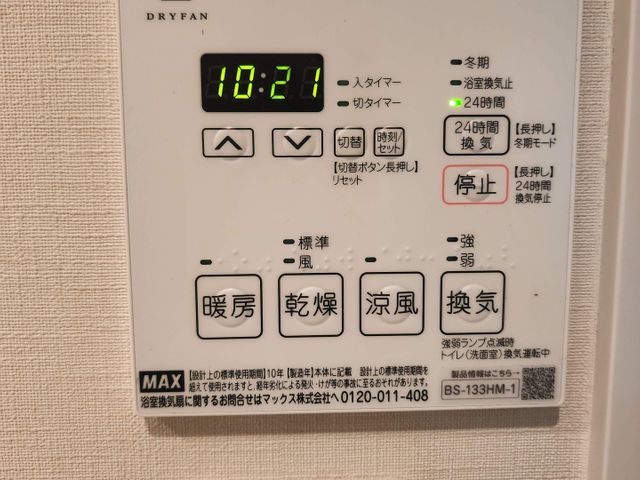 DRYFAN
冬期
10:21
入タイマー
浴室換気止
切タイマー
24時間
切替
時刻/
セット
24時間
換気
【長押し】
冬期モード
【切替ボタン長押し】
リセット
停止
【長押し】
24時間
換気停止
標準
風
強
弱
暖房
乾燥
涼風
換気
強弱ランプ点滅時
トイレ(洗面室)換気運転中
MAX
【設計上の標準使用期間】10年 【製造年】本体に記載 設計上の標準使用期間を
超えて使用されますと、経年劣化による発火・けが等の事故に至るおそれがあります。
浴室換気扇に関するお問合せはマックス株式会社へ 0120-011-408
製品情報はこちら→
BS-133HM-1